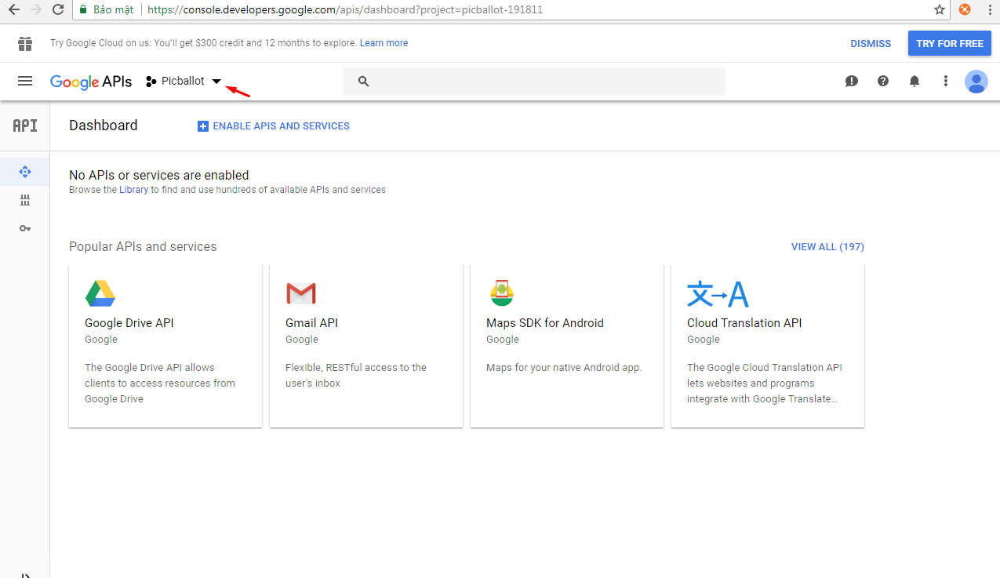 Bảo mật https://console.developers.google.com/apis/dashboard?project=picballot-191811
Try Google Cloud on us: You'll get $300 credit and 12 months to explore. Learn more
DISMISS
TRY FOR FREE
Google APIs Picballot
API
Dashboard
ENABLE APIS AND SERVICES
No APIs or services are enabled
Browse the Library to find and use hundreds of available APIs and services
Popular APIs and services
VIEW ALL (197)
Google Drive API
Google
The Google Drive API allows
clients to access resources from
Google Drive
Gmail API
Google
Flexible, RESTful access to the
user's inbox
Maps SDK for Android
Google
Maps for your native Android app.
文→A
Cloud Translation API
Google
The Google Cloud Translation API
lets websites and programs
integrate with Google Translate...